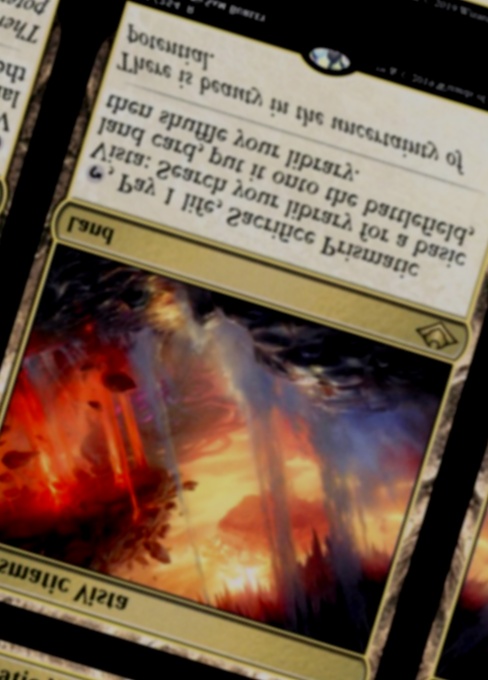 smatic Vista
Land
, Pay 1 life, Sacrifice Prismatic
Vista: Search your library for a basic
land card, put it onto the battlefield,
then shuffle your library.
There is beauty in the uncertainty of
potential.